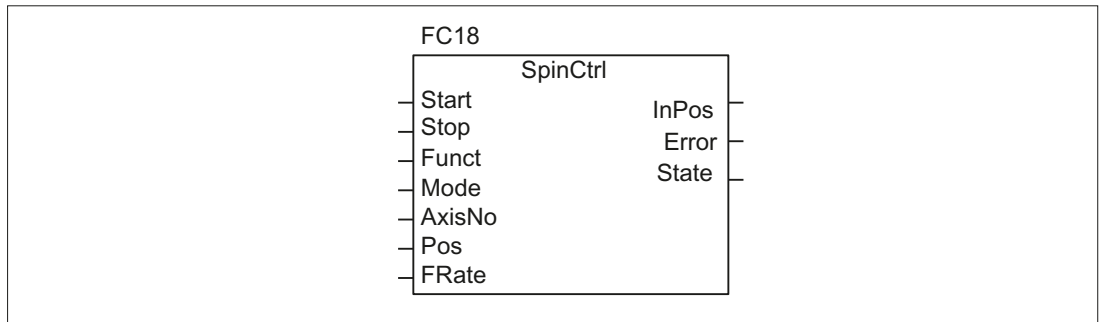 FC18
SpinCtrl
Start
Stop
Funct
Mode
AxisNo
Pos
FRate
InPos
Error
State